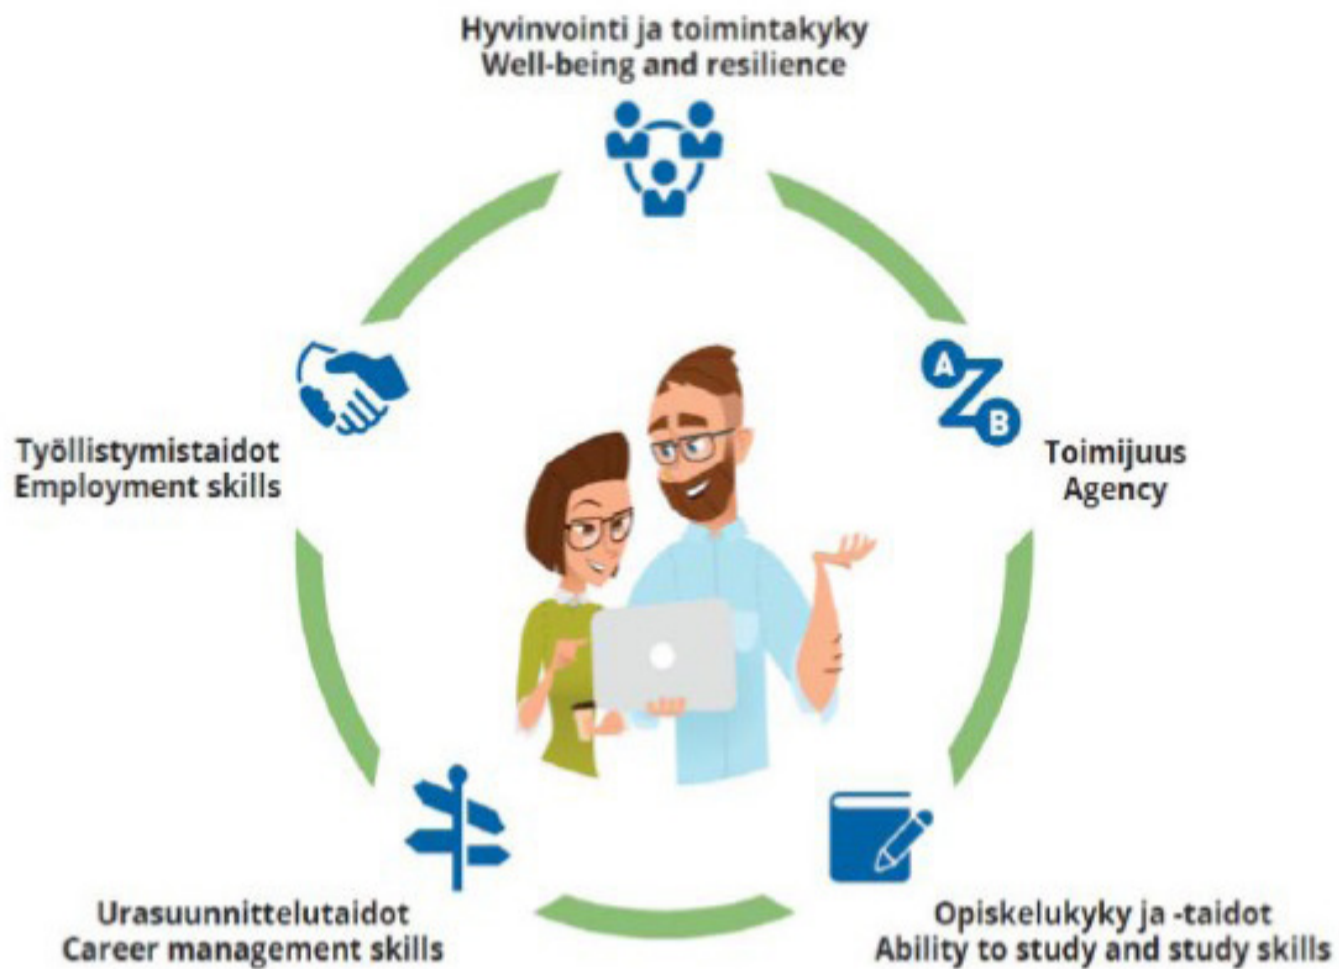 Hyvinvointi ja toimintakyky
Well-being and resilience
A
B
Toimijuus
Agency
Työllistymistaidot
Employment skills
Urasuunnittelutaidot
Career management skills
Opiskelukyky ja -taidot
Ability to study and study skills